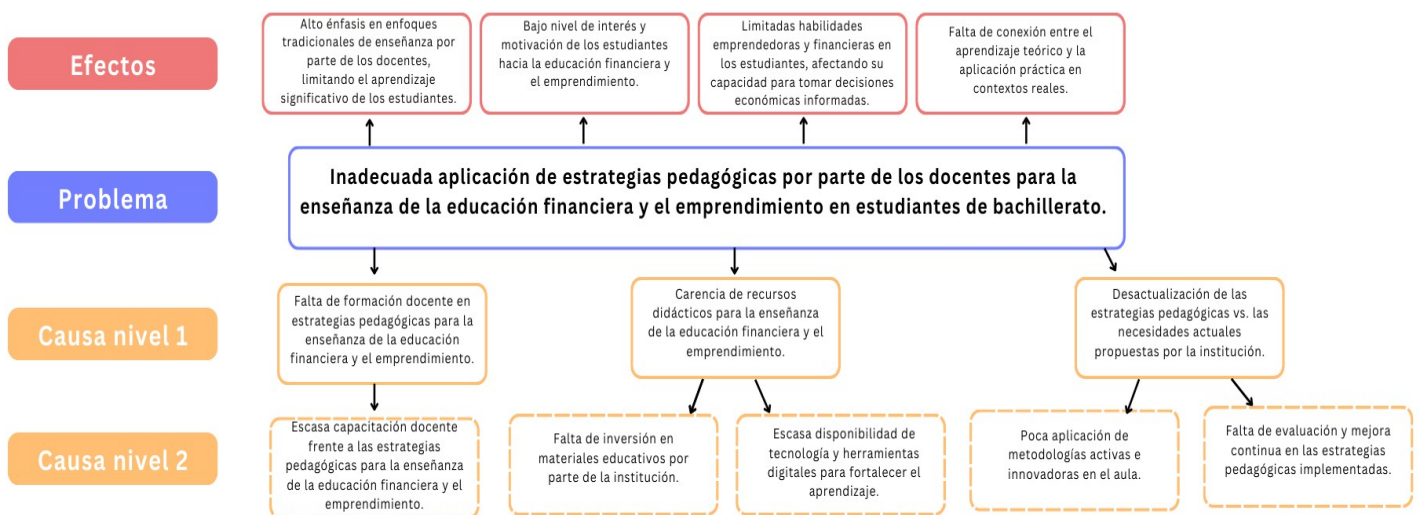 Efectos
Alto énfasis en enfoques
tradicionales de enseñanza por
parte de los docentes,
limitando el aprendizaje
significativo de los estudiantes.
Bajo nivel de interés y
motivación de los estudiantes
hacia la educación financiera y
el emprendimiento.
Limitadas habilidades
emprendedoras y financieras en
los estudiantes, afectando su
capacidad para tomar decisiones
económicas informadas.
Falta de conexión entre el
aprendizaje teórico y la
aplicación práctica en
contextos reales.
Problema
Inadecuada aplicación de estrategias pedagógicas por parte de los docentes para la
enseñanza de la educación financiera y el emprendimiento en estudiantes de bachillerato.
Causa nivel 1
Falta de formación docente en
estrategias pedagógicas para la
enseñanza de la educación
financiera y el emprendimiento.
Carencia de recursos
didácticos para la enseñanza
de la educación financiera y el
emprendimiento.
Desactualización de las
estrategias pedagógicas vs. las
necesidades actuales
propuestas por la institución.
Causa nivel 2
Escasa capacitación docente
frente a las estrategias
pedagógicas para la enseñanza
de la educación financiera y el
emprendimiento.
Falta de inversión en
materiales educativos por
parte de la institución.
Escasa disponibilidad de
tecnología y herramientas
digitales para fortalecer el
aprendizaje.
Poca aplicación de
metodologías activas e
innovadoras en el aula.
Falta de evaluación y mejora
continua en las estrategias
pedagógicas implementadas.